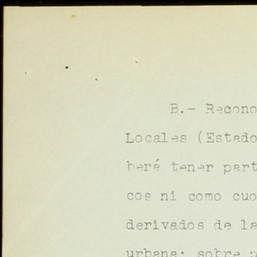 B.- Recono
Locales (Estado
berá tener part
cos ni como cuo
derivados de la
urbana; sobre p